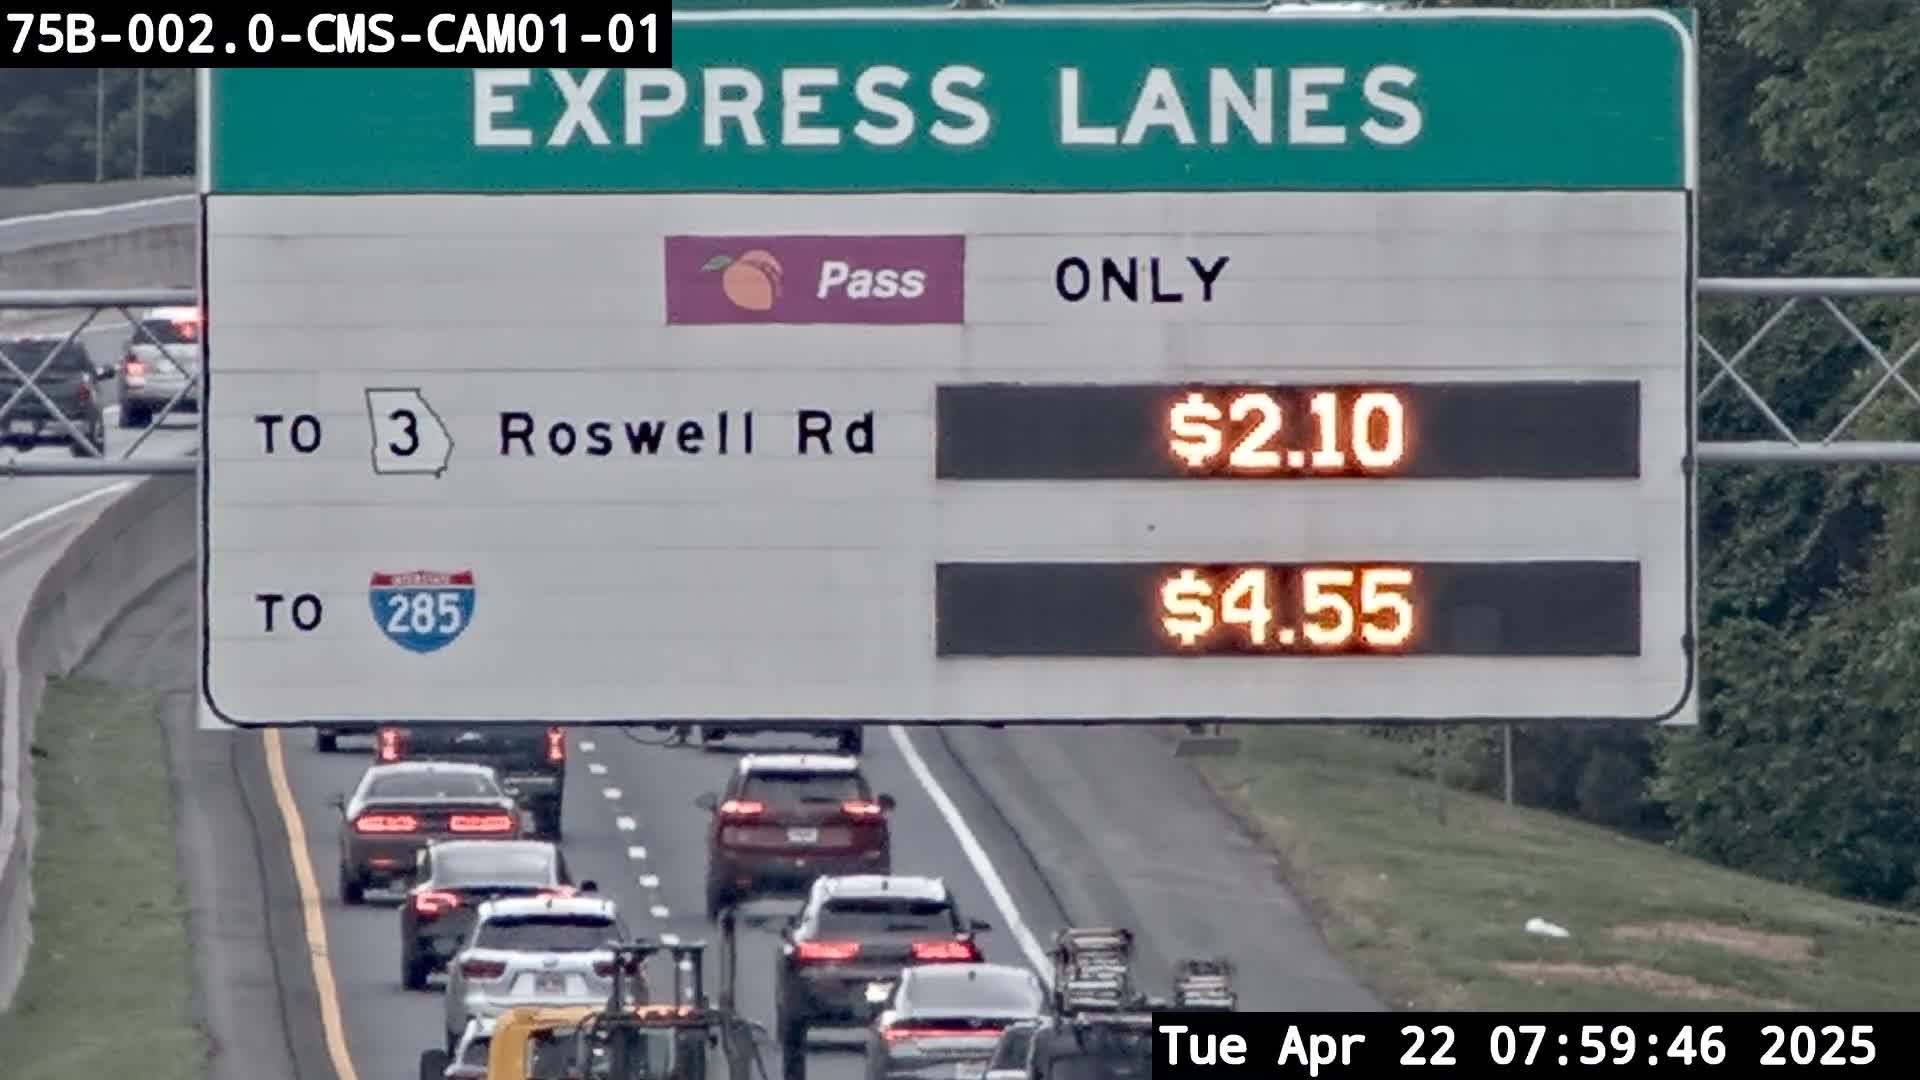 75B-002.0-CMS-CAM01-01
EXPRESS LANES
Pass ONLY
TO 3 Roswell Rd $2.10
TO INTERSTATE 285 $4.55
Tue Apr 22 07:59:46 2025